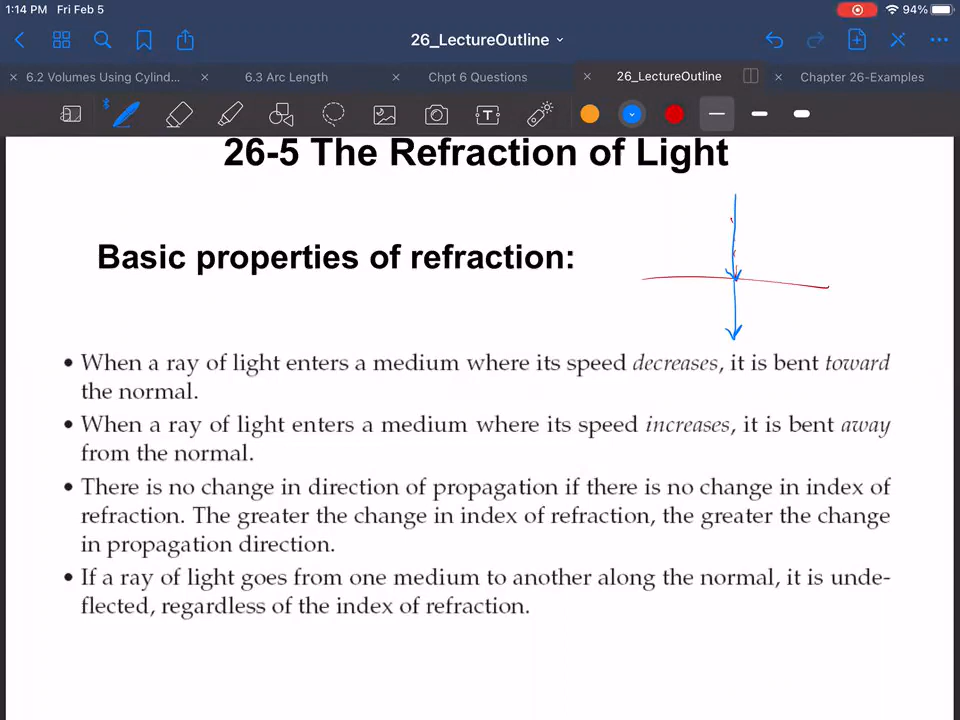 1:14 PM Fri Feb 5
94%
26_LectureOutline
6.2 Volumes Using Cylind...
6.3 Arc Length
Chpt 6 Questions
26_LectureOutline
Chapter 26-Examples
26-5 The Refraction of Light
Basic properties of refraction:
• When a ray of light enters a medium where its speed decreases, it is bent toward
the normal.
• When a ray of light enters a medium where its speed increases, it is bent away
from the normal.
• There is no change in direction of propagation if there is no change in index of
refraction. The greater the change in index of refraction, the greater the change
in propagation direction.
• If a ray of light goes from one medium to another along the normal, it is unde-
flected, regardless of the index of refraction.